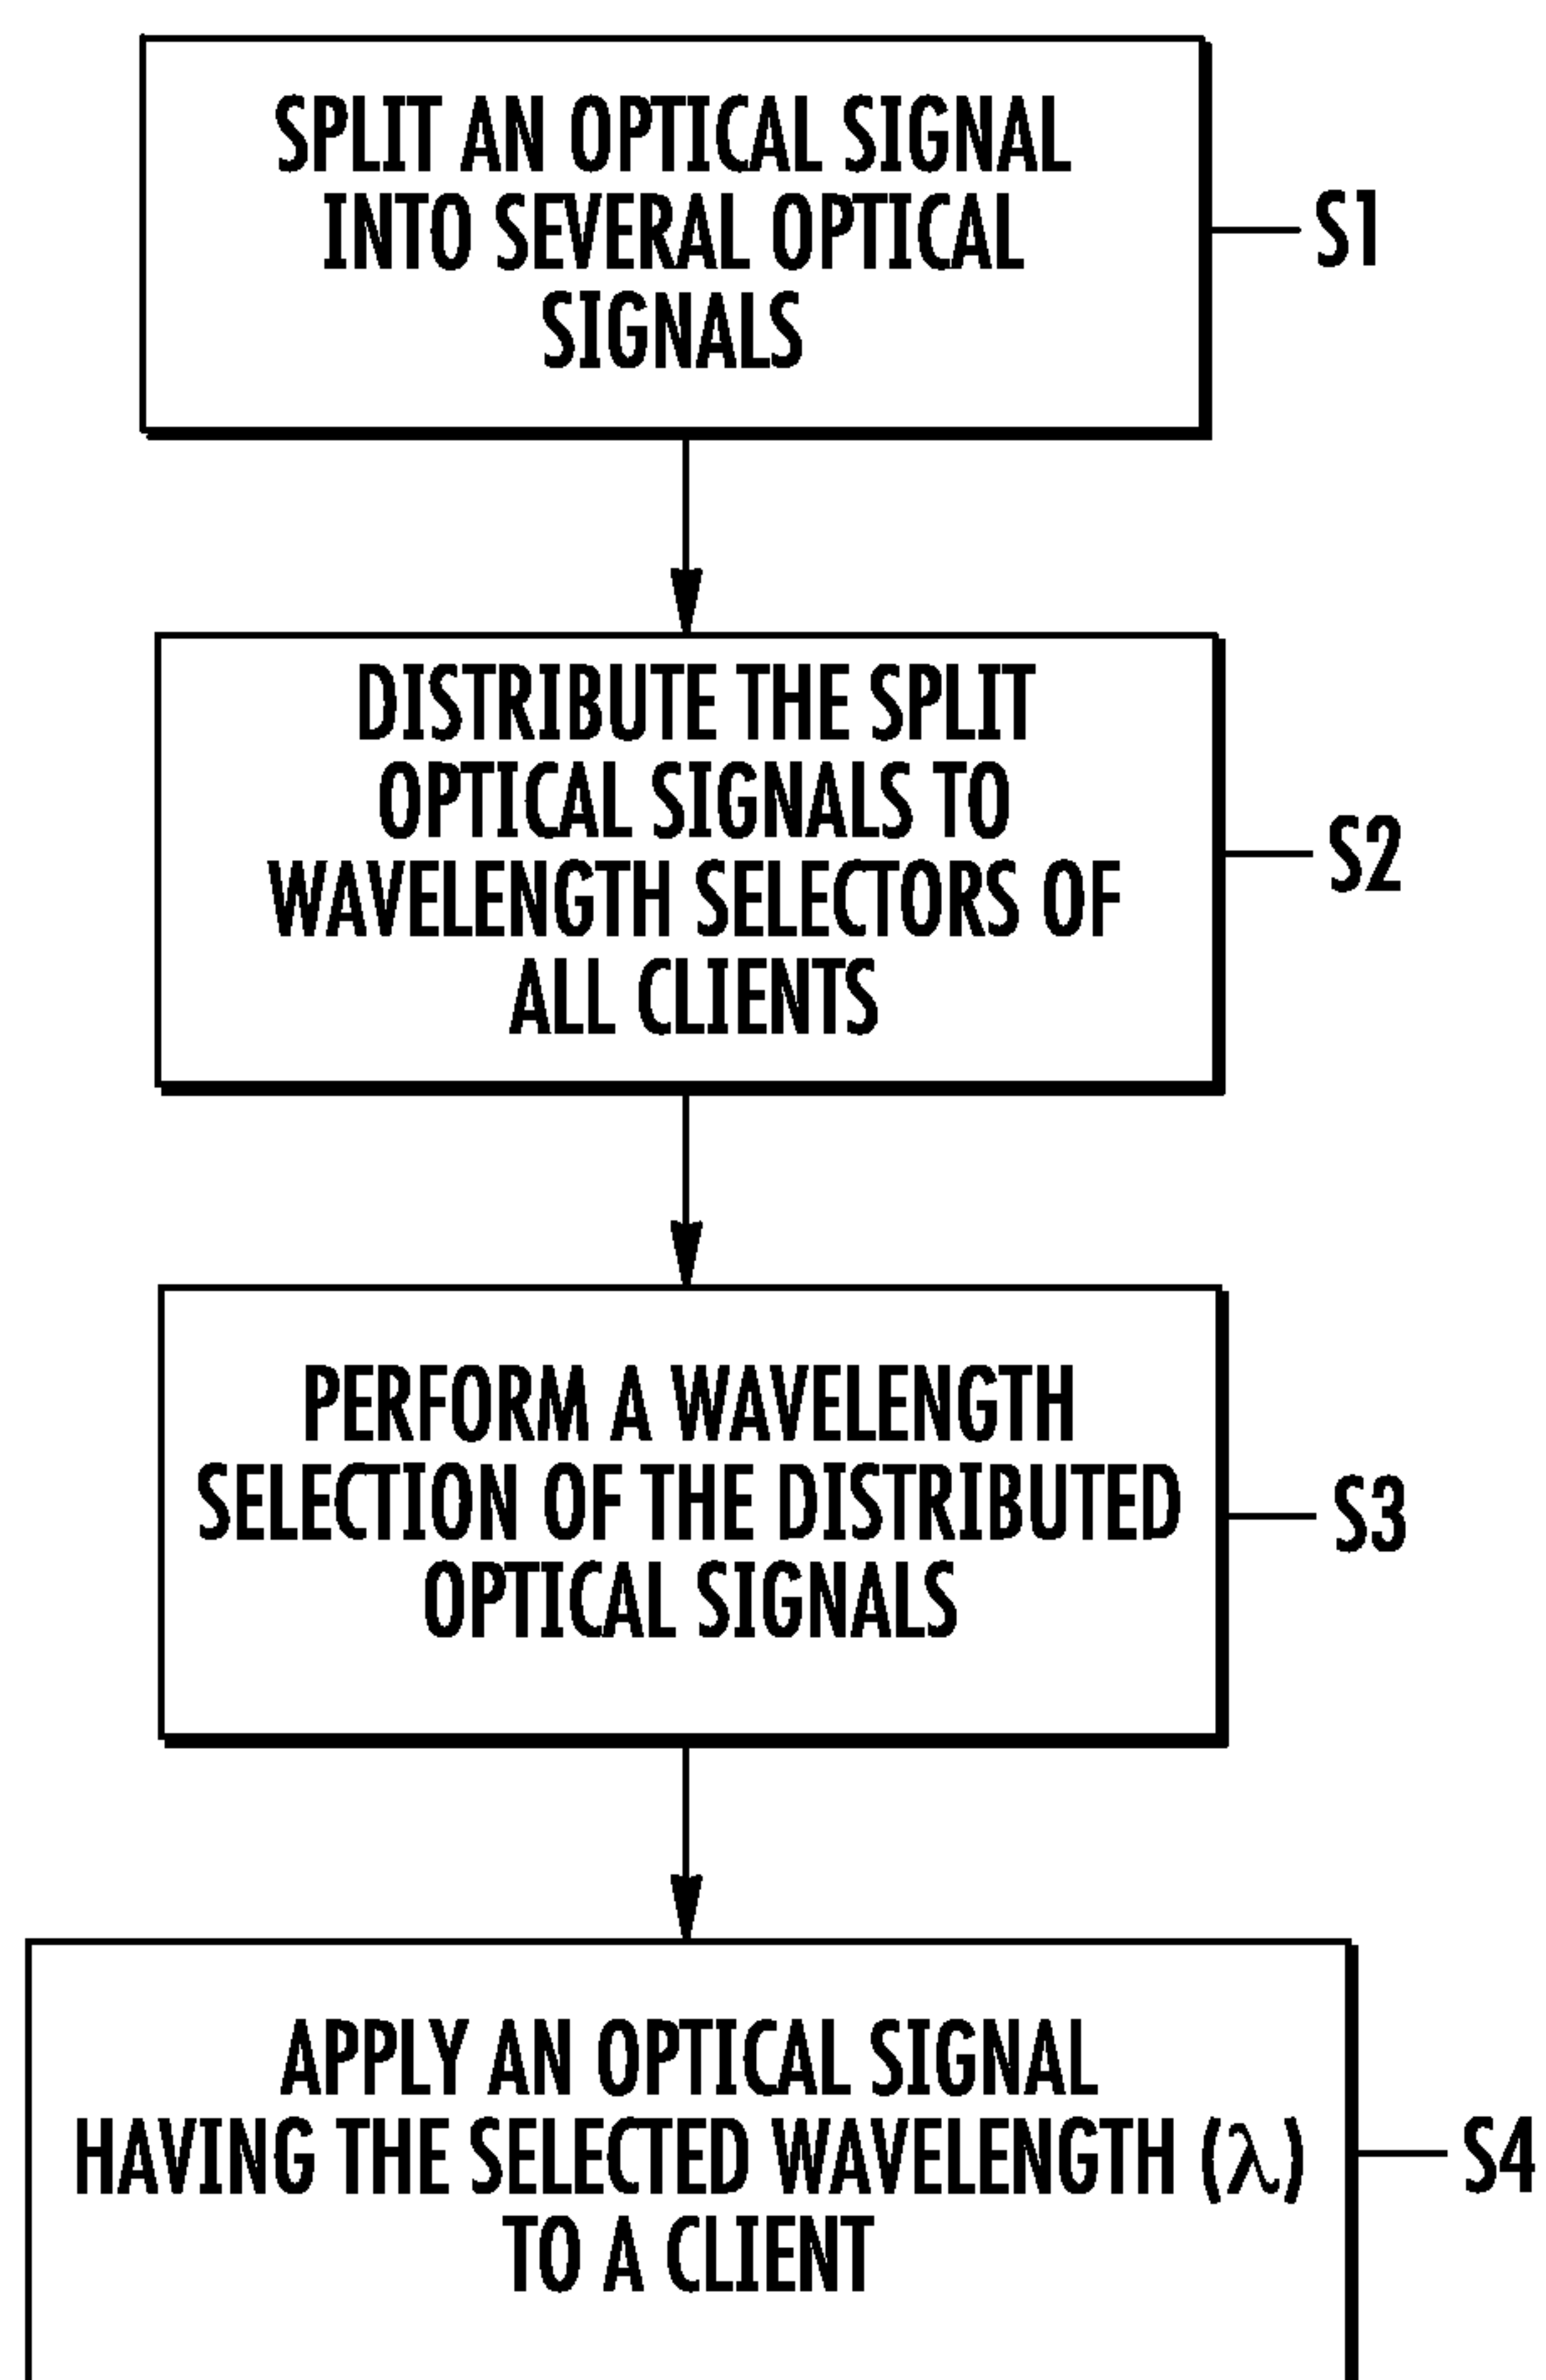 SPLIT AN OPTICAL SIGNAL
INTO SEVERAL OPTICAL
SIGNALS
S1
DISTRIBUTE THE SPLIT
OPTICAL SIGNALS TO
WAVELENGTH SELECTORS OF
ALL CLIENTS
S2
PERFORM A WAVELENGTH
SELECTION OF THE DISTRIBUTED
OPTICAL SIGNALS
S3
APPLY AN OPTICAL SIGNAL
HAVING THE SELECTED WAVELENGTH (λ)
TO A CLIENT
S4